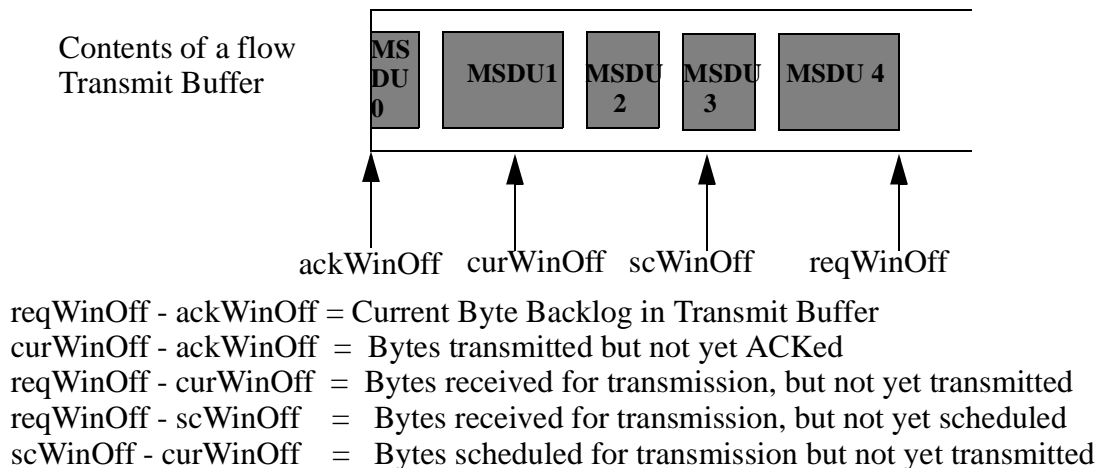 Contents of a flow
Transmit Buffer
MS
DU
0
MSDU1
MSDU
2
MSDU
3
MSDU 4
ackWinOff curWinOff scWinOff reqWinOff
reqWinOff - ackWinOff = Current Byte Backlog in Transmit Buffer
curWinOff - ackWinOff = Bytes transmitted but not yet ACKed
reqWinOff - curWinOff = Bytes received for transmission, but not yet transmitted
reqWinOff - scWinOff = Bytes received for transmission, but not yet scheduled
scWinOff - curWinOff = Bytes scheduled for transmission but not yet transmitted